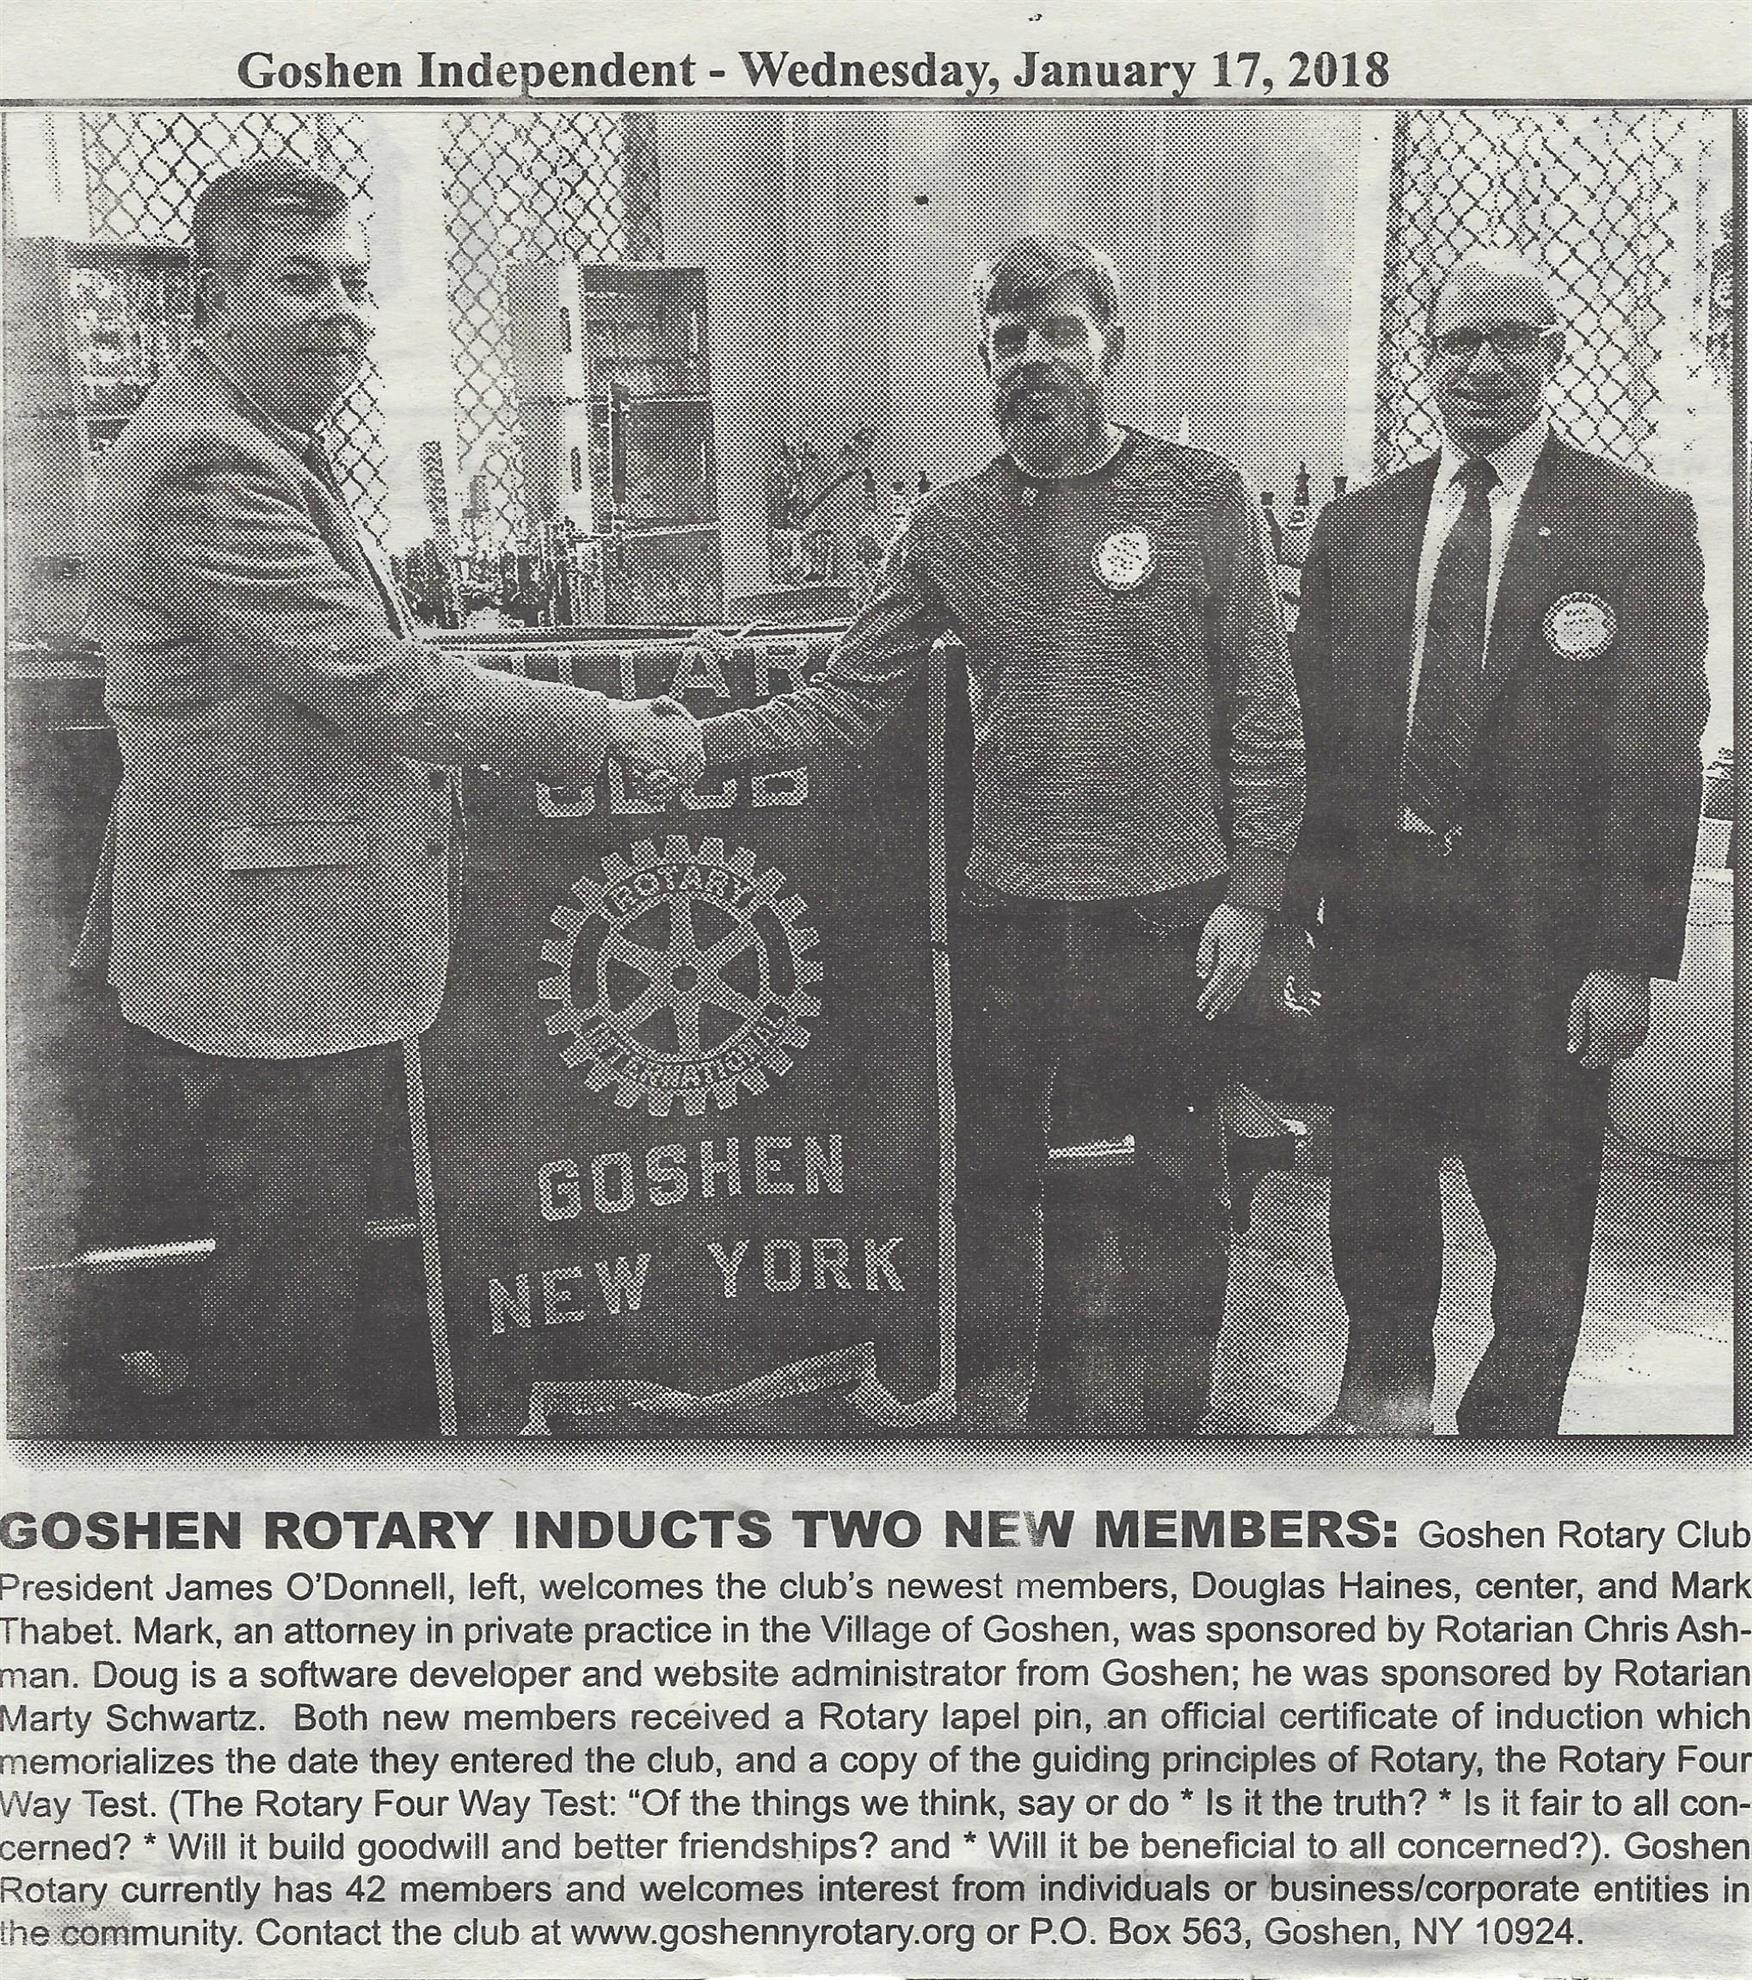 Goshen Independent - Wednesday, January 17, 2018
CLUB
ROTARY
INTERNATIONAL
GOSHEN
NEW YORK
GOSHEN ROTARY INDUCTS TWO NEW MEMBERS: Goshen Rotary Club
President James O'Donnell, left, welcomes the club's newest members, Douglas Haines, center, and Mark
Thabet. Mark, an attorney in private practice in the Village of Goshen, was sponsored by Rotarian Chris Ash-
man. Doug is a software developer and website administrator from Goshen; he was sponsored by Rotarian
Marty Schwartz. Both new members received a Rotary lapel pin, an official certificate of induction which
memorializes the date they entered the club, and a copy of the guiding principles of Rotary, the Rotary Four
Way Test. (The Rotary Four Way Test: “Of the things we think, say or do * Is it the truth? * Is it fair to all con-
cerned? * Will it build goodwill and better friendships? and * Will it be beneficial to all concerned?). Goshen
Rotary currently has 42 members and welcomes interest from individuals or business/corporate entities in
the community. Contact the club at www.goshennyrotary.org or P.O. Box 563, Goshen, NY 10924.